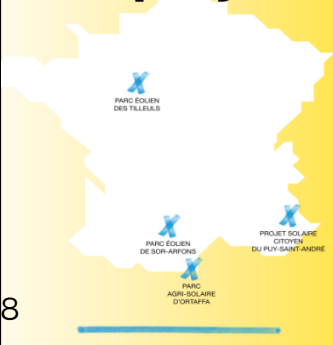 PARC ÉOLIEN
DES TILLEULS
PROJET SOLAIRE
CITOYEN
DU PUY-SAINT-ANDRÉ
PARC ÉOLIEN
DE SOR-ARFONS
PARC
AGRI-SOLAIRE
D'ORTAFFA
8